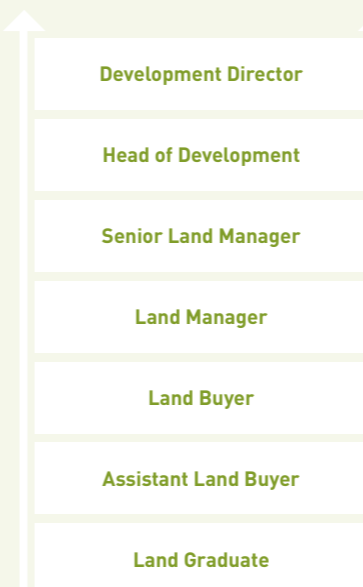 Development Director
Head of Development
Senior Land Manager
Land Manager
Land Buyer
Assistant Land Buyer
Land Graduate